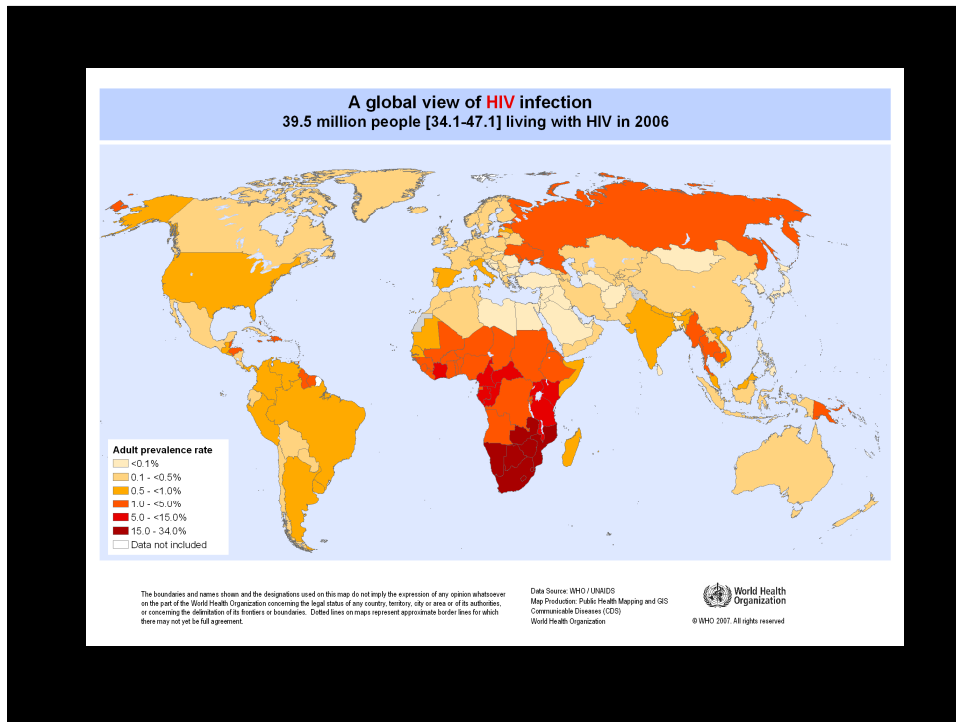 A global view of HIV infection
39.5 million people [34.1-47.1] living with HIV in 2006
Adult prevalence rate
<0.1%
0.1 - <0.5%
0.5 - <1.0%
1.0 - <5.0%
5.0 - <15.0%
15.0 - 34.0%
Data not included
The boundaries and names shown and the designations used on this map do not imply the expression of any opinion whatsoever
on the part of the World Health Organization concerning the legal status of any country, territory, city or area or of its authorities,
or concerning the delimitation of its frontiers or boundaries. Dotted lines on maps represent approximate border lines for which
there may not yet be full agreement.
Data Source: WHO / UNAIDS
Map Production: Public Health Mapping and GIS
Communicable Diseases (CDS)
World Health Organization
World Health
Organization
© WHO 2007. All rights reserved